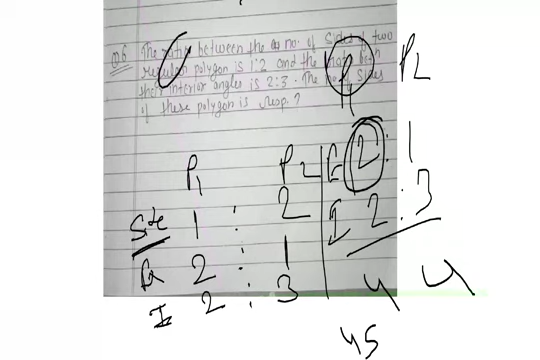 Q6 The ratio between the no. of sides of two
regular polygon is 1:2 and the ratio b/w
their interior angles is 2:3. The no. of sides
of these polygon is resp. ?
P1 P2
Side 1 : 2
E 2 : 1
I 2 : 3
P1 P2
E 2 : 1
I 2 : 3
4 4
45